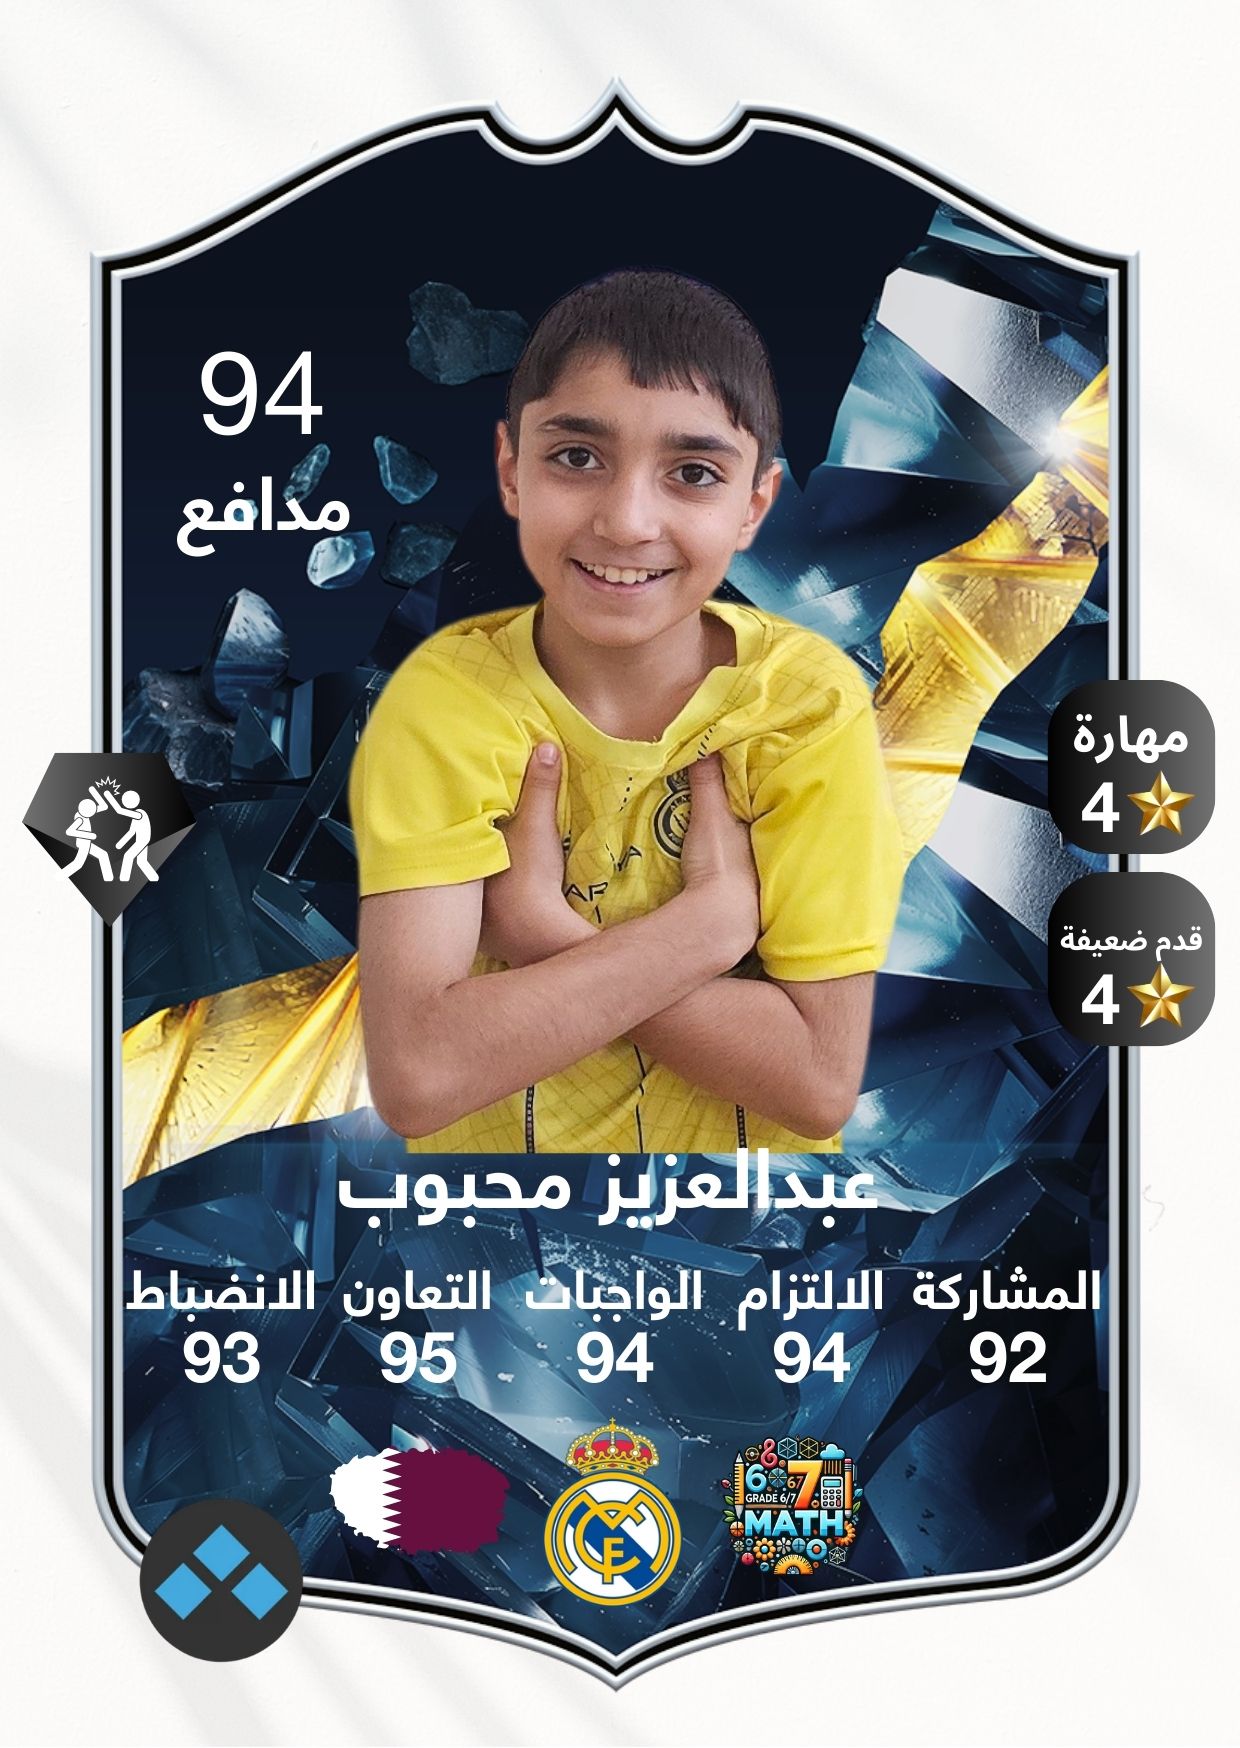 94
مدافع
مهارة
4
قدم ضعيفة
4
عبدالعزيز محبوب
المشاركة الالتزام الواجبات التعاون الانضباط
92 94 94 95 93
6 67 7
GRADE 6/7
MATH